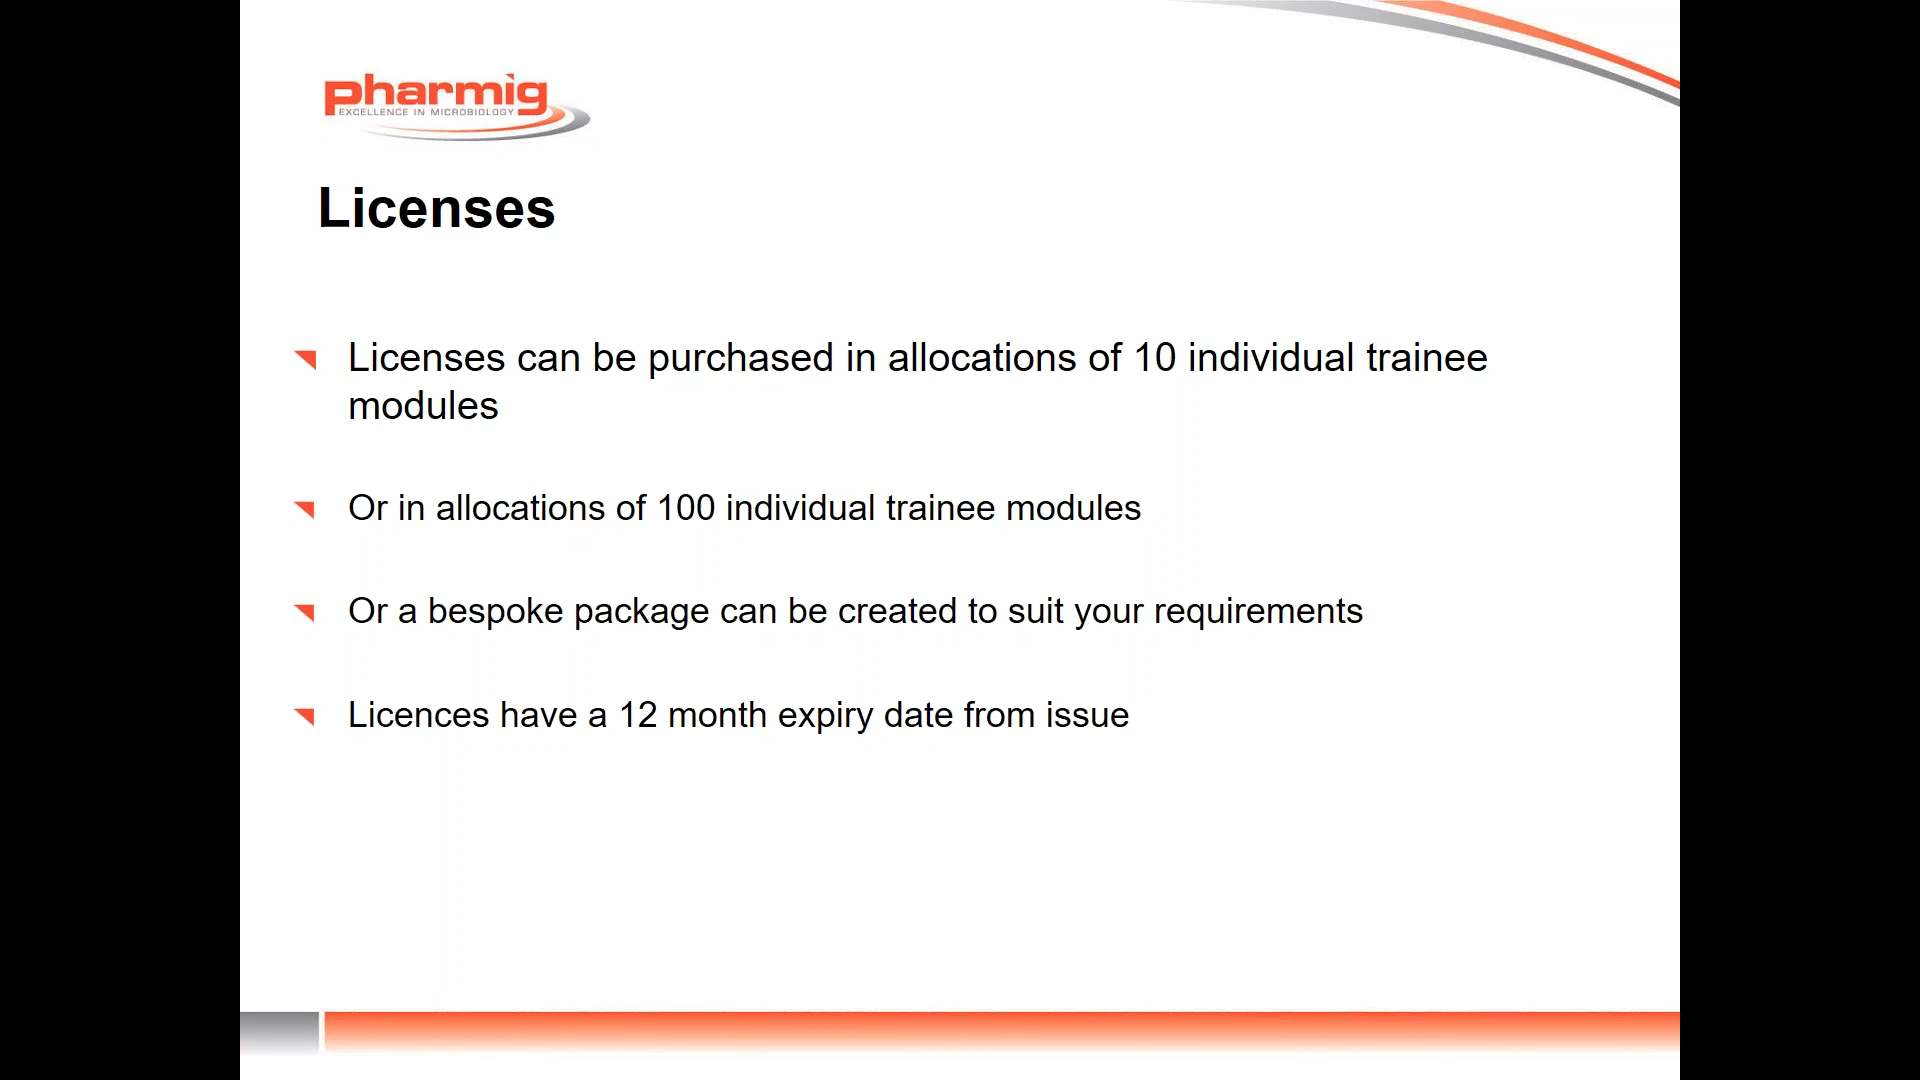 pharmig
EXCELLENCE IN MICROBIOLOGY
Licenses
Licenses can be purchased in allocations of 10 individual trainee
modules
Or in allocations of 100 individual trainee modules
Or a bespoke package can be created to suit your requirements
Licences have a 12 month expiry date from issue